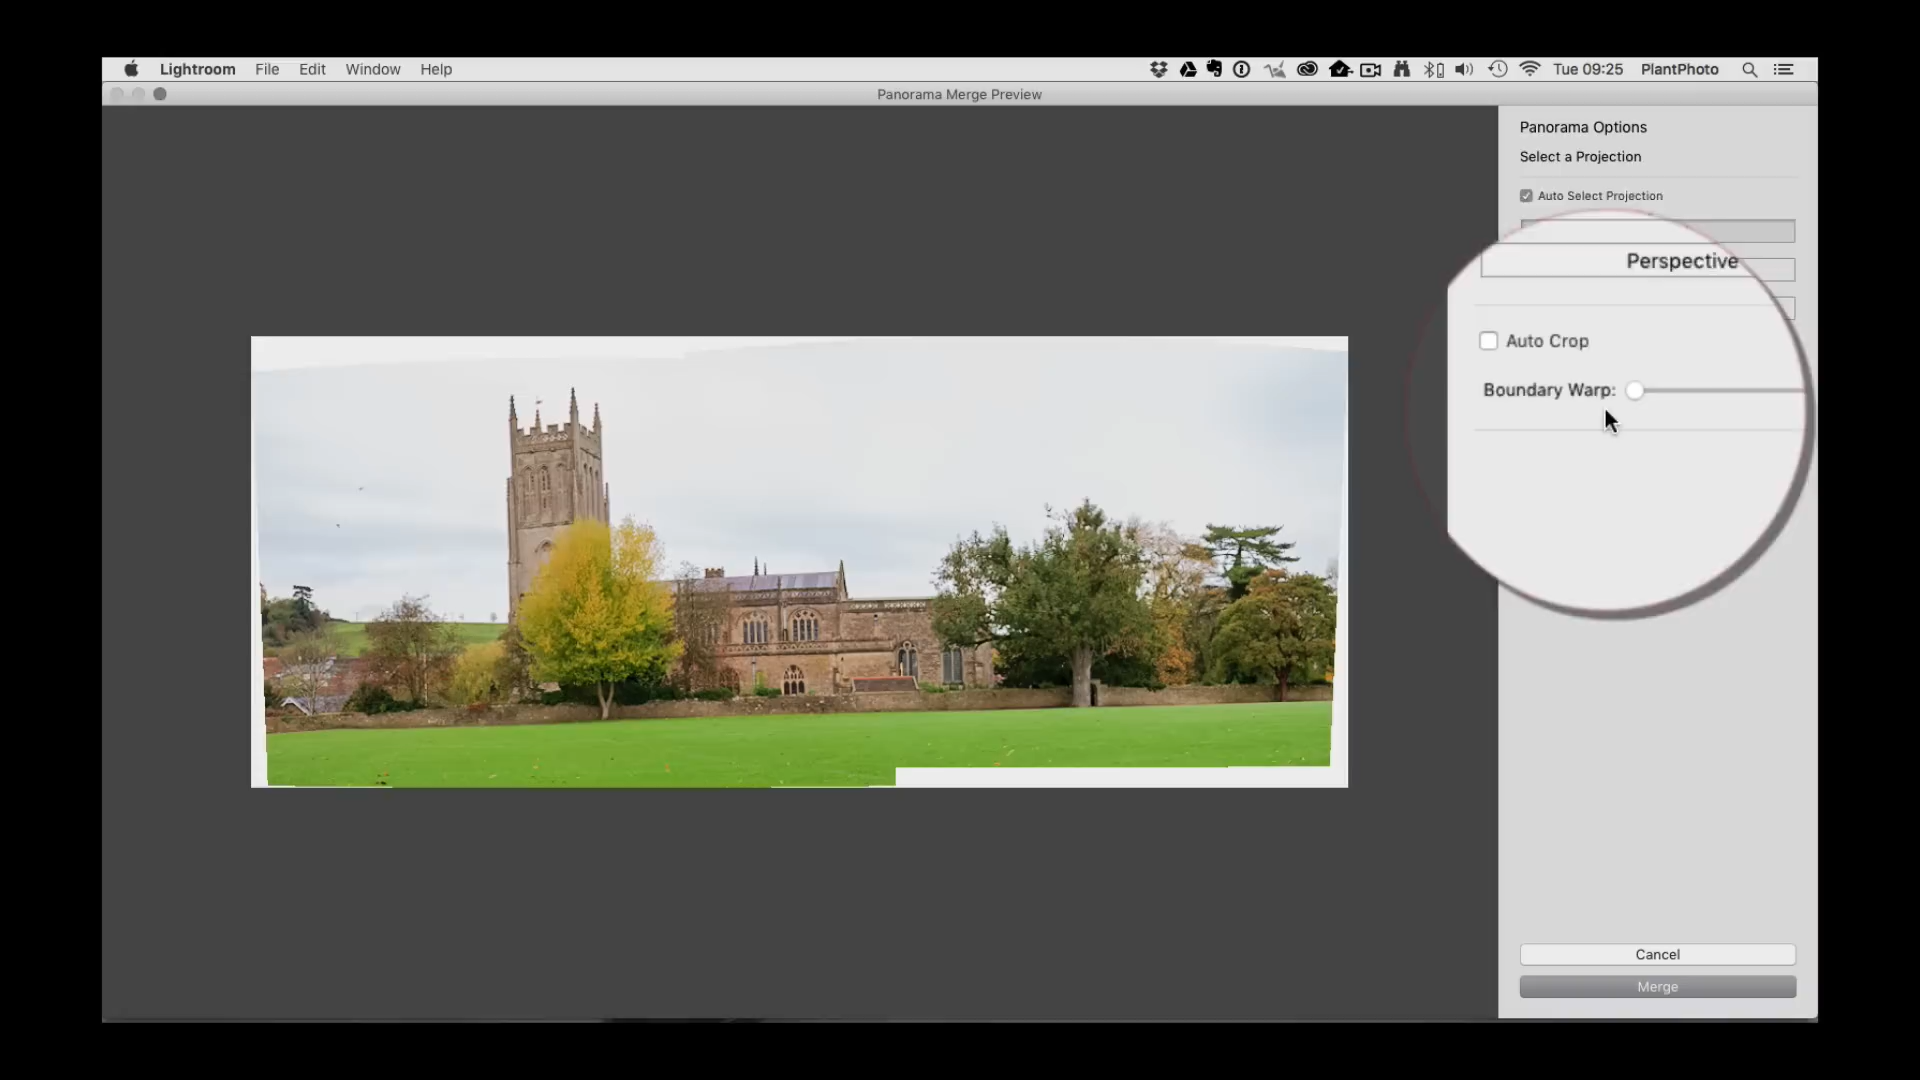 Lightroom File Edit Window Help Tue 09:25 PlantPhoto
Panorama Merge Preview
Panorama Options
Select a Projection
Auto Select Projection
Perspective
Auto Crop
Boundary Warp:
Cancel
Merge